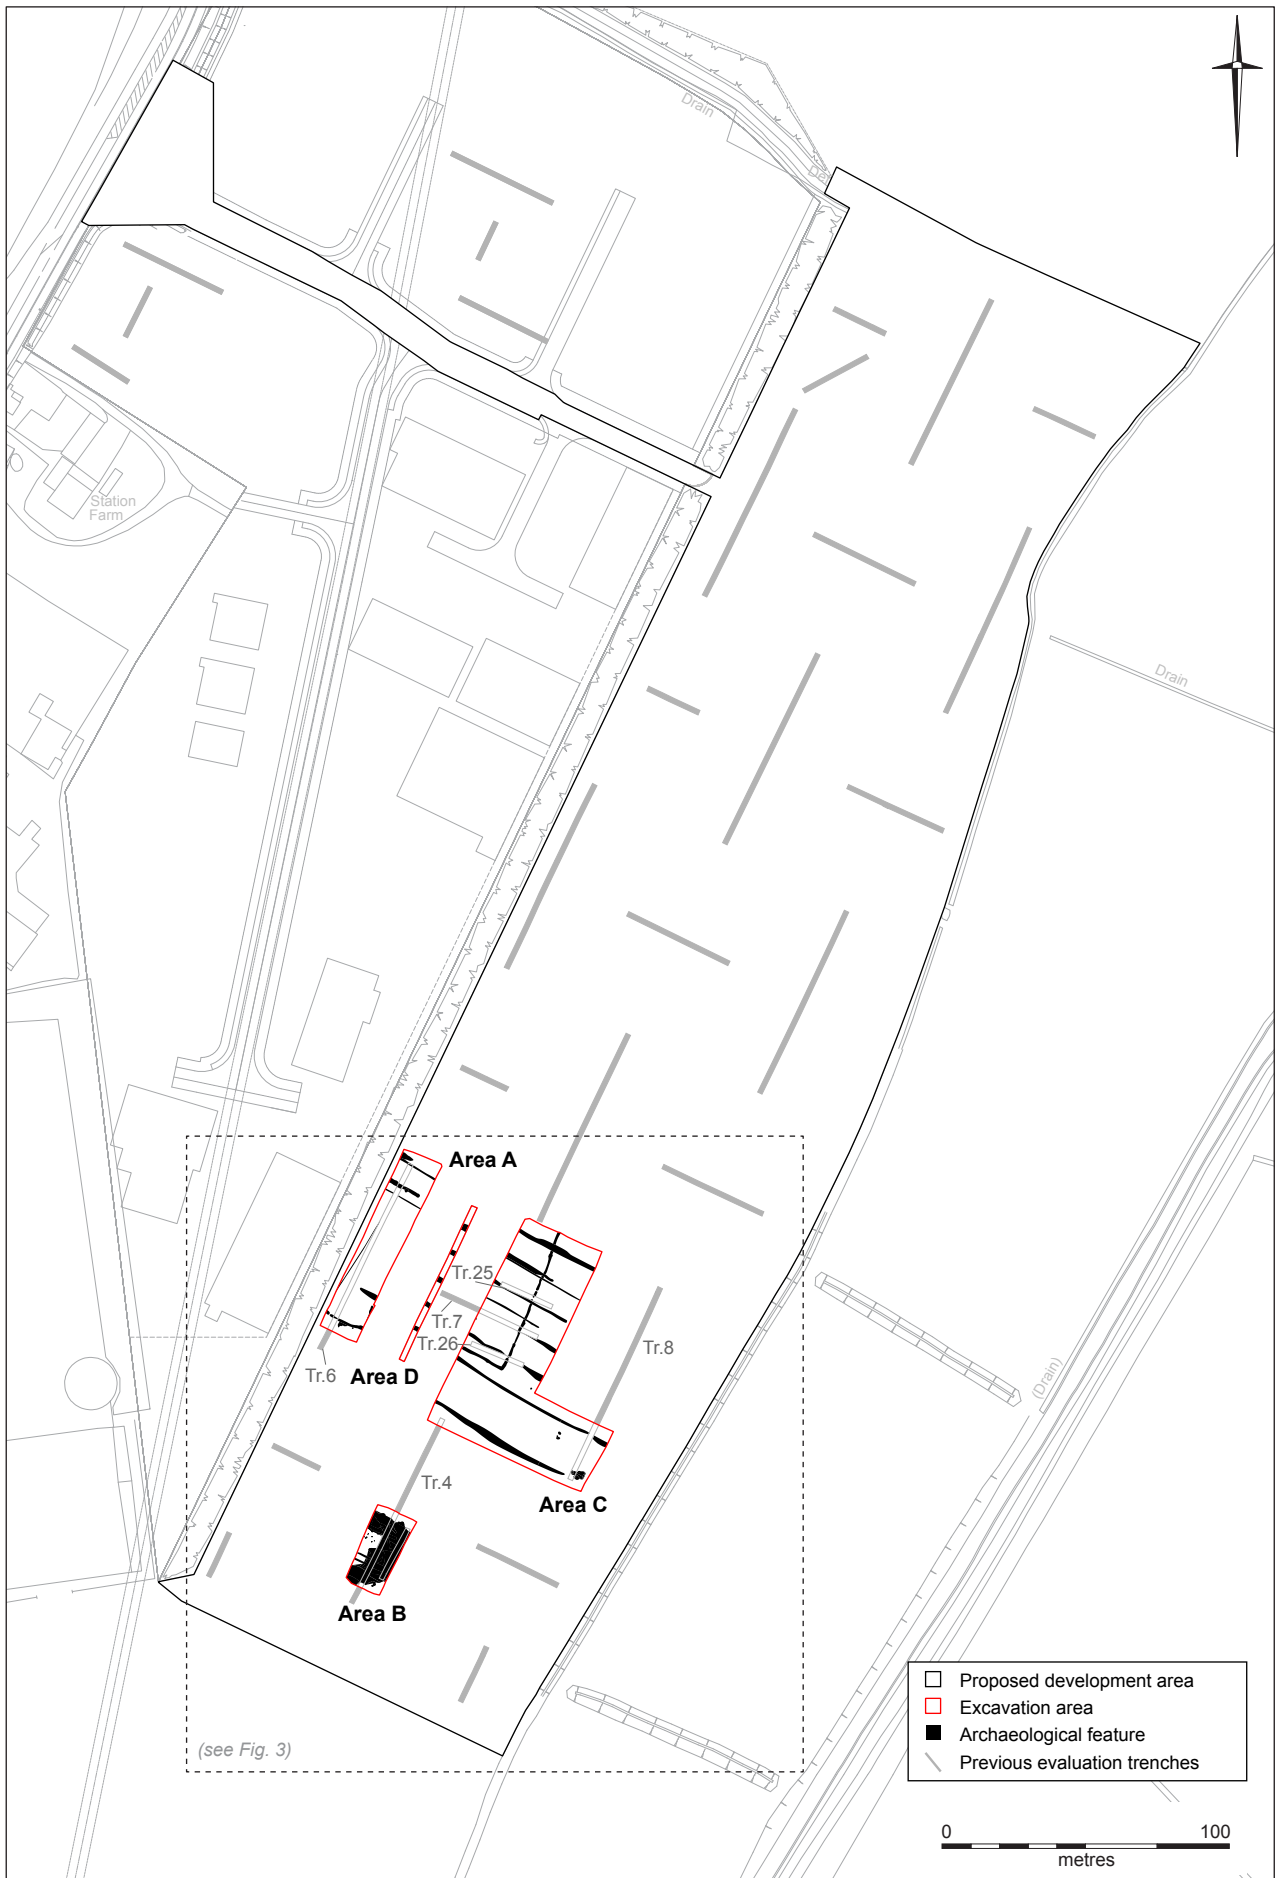 Drain
Station
Farm
Drain
Area A
Tr.25
Tr.7
Tr.26
Tr.8
Tr.6
Area D
(Drain)
Tr.4
Area C
Area B
(see Fig. 3)
Proposed development area
Excavation area
Archaeological feature
Previous evaluation trenches
0 100
metres